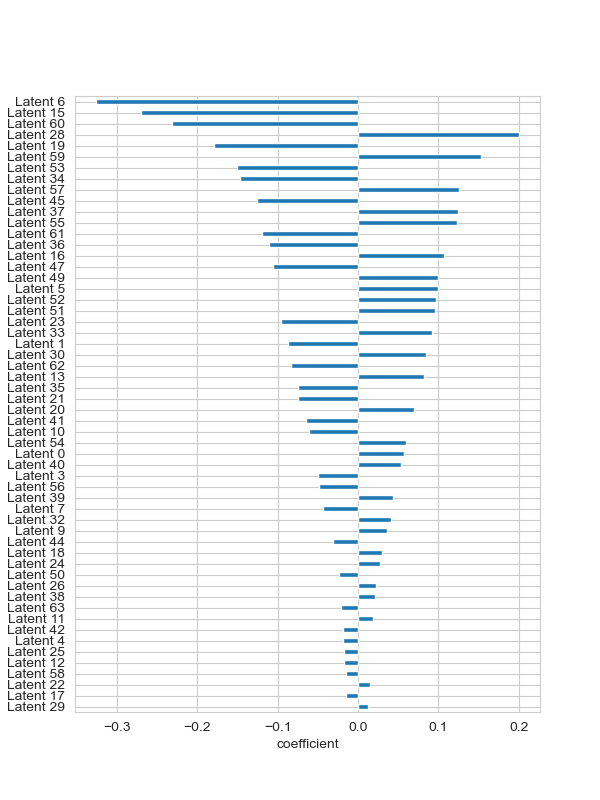 Latent 6
Latent 15
Latent 60
Latent 28
Latent 19
Latent 59
Latent 53
Latent 34
Latent 57
Latent 45
Latent 37
Latent 55
Latent 61
Latent 36
Latent 16
Latent 47
Latent 49
Latent 5
Latent 52
Latent 51
Latent 23
Latent 33
Latent 1
Latent 30
Latent 62
Latent 13
Latent 35
Latent 21
Latent 20
Latent 41
Latent 10
Latent 54
Latent 0
Latent 40
Latent 3
Latent 56
Latent 39
Latent 7
Latent 32
Latent 9
Latent 44
Latent 18
Latent 24
Latent 50
Latent 26
Latent 38
Latent 63
Latent 11
Latent 42
Latent 4
Latent 25
Latent 12
Latent 58
Latent 22
Latent 17
Latent 29
−0.3 −0.2 −0.1 0.0 0.1 0.2
coefficient